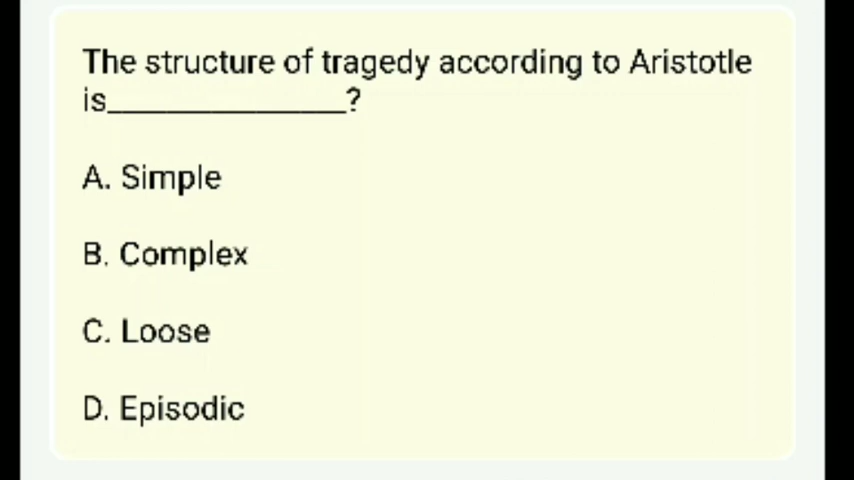 The structure of tragedy according to Aristotle
is_______________?
A. Simple
B. Complex
C. Loose
D. Episodic